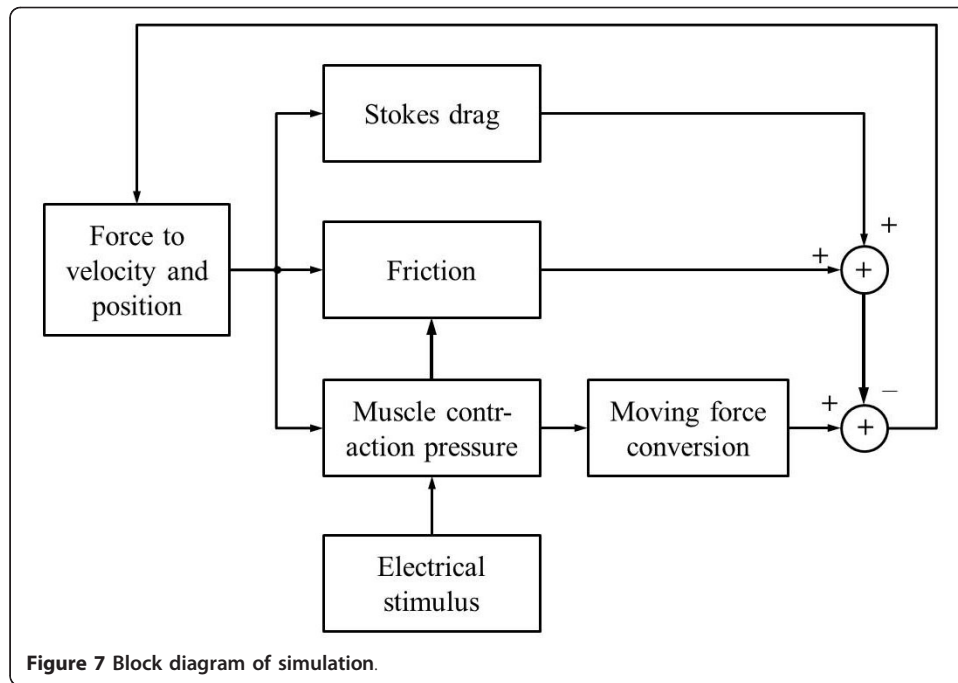 Stokes drag
Force to
velocity and
position
Friction
+
+
+
Muscle contr-
action pressure
Moving force
conversion
+
−
+
Electrical
stimulus
Figure 7 Block diagram of simulation.